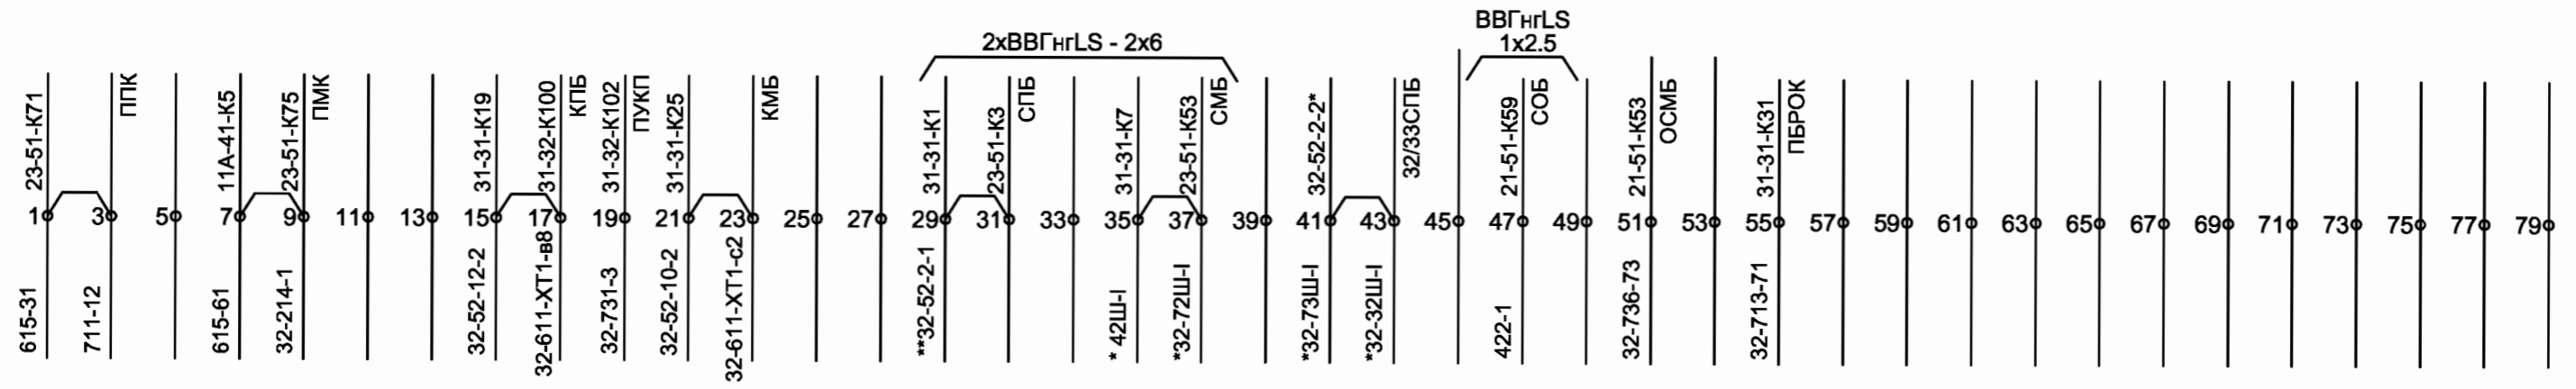 2хВВГнгLS - 2х6
ВВГнгLS
1х2.5
23-51-К71
ППК
11А-41-К5
23-51-К75
ПМК
31-31-К19
31-32-К100
КПБ
31-32-К102
ПУКП
31-31-К25
КМБ
31-31-К1
23-51-К3
СПБ
31-31-К7
23-51-К53
СМБ
32-52-2-2*
32/33СПБ
21-51-К59
СОБ
21-51-К53
ОСМБ
31-31-К31
ПБРОК
1 3 5 7 9 11 13 15 17 19 21 23 25 27 29 31 33 35 37 39 41 43 45 47 49 51 53 55 57 59 61 63 65 67 69 71 73 75 77 79
615-31
711-12
615-61
32-214-1
32-52-12-2
32-611-ХТ1-в8
32-731-3
32-52-10-2
32-611-ХТ1-с2
**32-52-2-1
* 42Ш-I
*32-72Ш-I
*32-73Ш-I
*32-32Ш-I
422-1
32-736-73
32-713-71